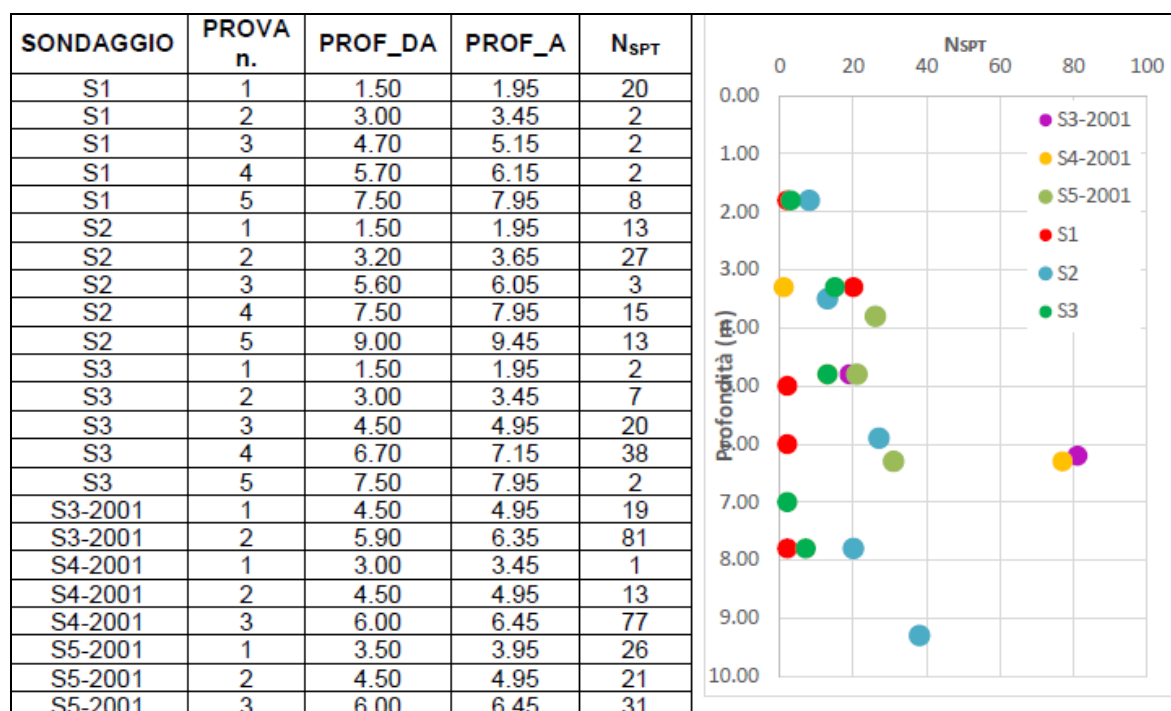 SONDAGGIO PROVA n. PROF_DA PROF_A NSPT
S1 1 1.50 1.95 20
S1 2 3.00 3.45 2
S1 3 4.70 5.15 2
S1 4 5.70 6.15 2
S1 5 7.50 7.95 8
S2 1 1.50 1.95 13
S2 2 3.20 3.65 27
S2 3 5.60 6.05 3
S2 4 7.50 7.95 15
S2 5 9.00 9.45 13
S3 1 1.50 1.95 2
S3 2 3.00 3.45 7
S3 3 4.50 4.95 20
S3 4 6.70 7.15 38
S3 5 7.50 7.95 2
S3-2001 1 4.50 4.95 19
S3-2001 2 5.90 6.35 81
S4-2001 1 3.00 3.45 1
S4-2001 2 4.50 4.95 13
S4-2001 3 6.00 6.45 77
S5-2001 1 3.50 3.95 26
S5-2001 2 4.50 4.95 21
S5-2001 3 6.00 6.45 31
NSPT
0 20 40 60 80 100
0.00
1.00
2.00
3.00
4.00
5.00
6.00
7.00
8.00
9.00
10.00
Profondità (m)
S3-2001
S4-2001
S5-2001
S1
S2
S3